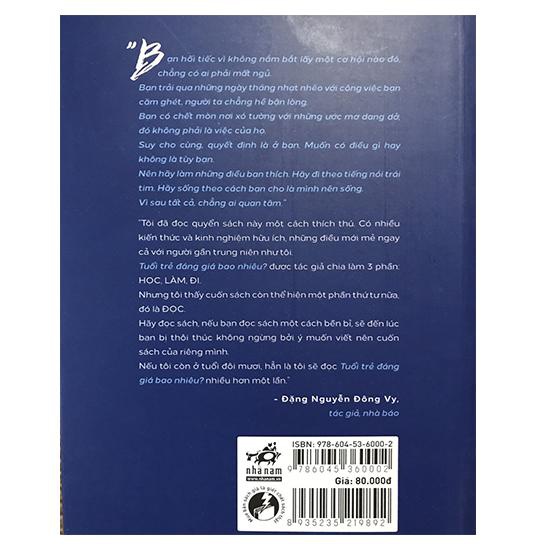 "Bạn hối tiếc vì không nắm bắt lấy một cơ hội nào đó,
chẳng có ai phải mất ngủ.
Bạn trải qua những ngày tháng nhạt nhẽo với công việc bạn
căm ghét, người ta chẳng hề bận lòng.
Bạn có chết mòn nơi xó tường với những ước mơ dang dở,
đó không phải là việc của họ.
Suy cho cùng, quyết định là ở bạn. Muốn có điều gì hay
không là tùy bạn.
Nên hãy làm những điều bạn thích. Hãy đi theo tiếng nói trái
tim. Hãy sống theo cách bạn cho là mình nên sống.
Vì sau tất cả, chẳng ai quan tâm."
"Tôi đã đọc quyển sách này một cách thích thú. Có nhiều
kiến thức và kinh nghiệm hữu ích, những điều mới mẻ ngay
cả với người gần trung niên như tôi.
Tuổi trẻ đáng giá bao nhiêu? được tác giả chia làm 3 phần:
HỌC, LÀM, ĐI.
Nhưng tôi thấy cuốn sách còn thể hiện một phần thứ tư nữa,
đó là ĐỌC.
Hãy đọc sách, nếu bạn đọc sách một cách bền bỉ, sẽ đến lúc
bạn bị thôi thúc không ngừng bởi ý muốn viết nên cuốn
sách của riêng mình.
Nếu tôi còn ở tuổi đôi mươi, hẳn là tôi sẽ đọc Tuổi trẻ đáng
giá bao nhiêu? nhiều hơn một lần."
- Đặng Nguyễn Đông Vy,
tác giả, nhà báo
ISBN: 978-604-53-6000-2
nhã nam
www.nhanam.vn
9 786045 360002
Giá: 80.000đ
Mua bán sách giả là giết chết sách thật
8 935235 219892